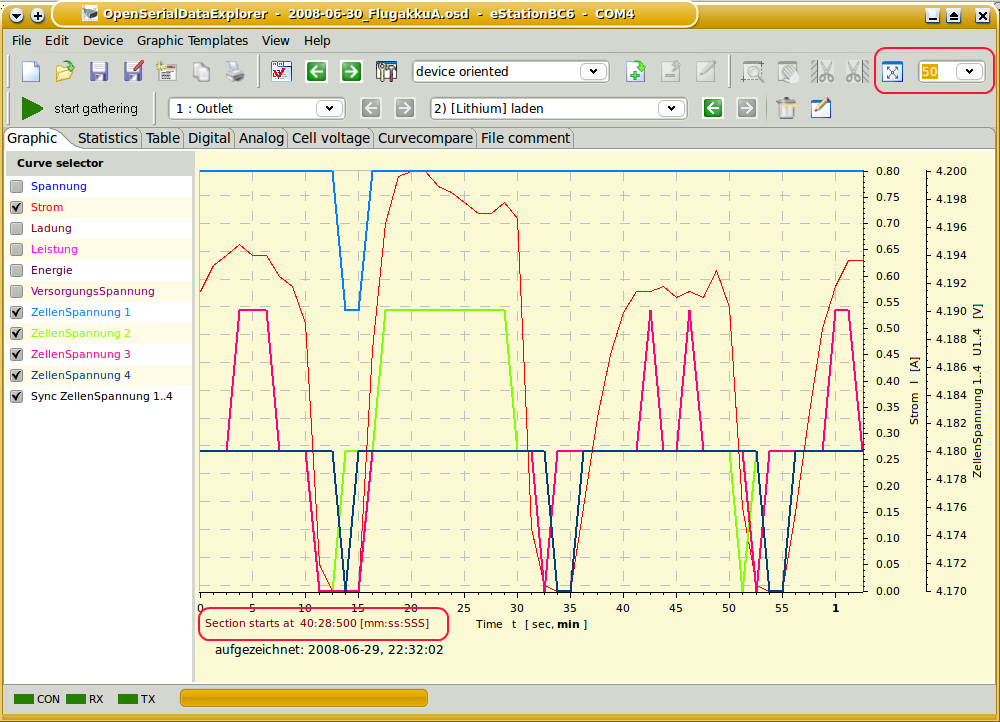 OpenSerialDataExplorer - 2008-06-30_FlugakkuA.osd - eStationBC6 - COM4
File Edit Device Graphic Templates View Help
device oriented 50
start gathering 1 : Outlet 2) [Lithium] laden
Graphic Statistics Table Digital Analog Cell voltage Curvecompare File comment
Curve selector
Spannung
Strom
Ladung
Leistung
Energie
VersorgungsSpannung
ZellenSpannung 1
ZellenSpannung 2
ZellenSpannung 3
ZellenSpannung 4
Sync ZellenSpannung 1..4
0.80
0.75
0.70
0.65
0.60
0.55
0.50
0.45
0.40
0.35
0.30
0.25
0.20
0.15
0.10
0.05
0.00
Strom I [A]
4.200
4.198
4.196
4.194
4.192
4.190
4.188
4.186
4.184
4.182
4.180
4.178
4.176
4.174
4.172
4.170
ZellenSpannung 1..4 U1..4 [V]
0 5 10 15 20 25 30 35 40 45 50 55 1
Section starts at 40:28:500 [mm:ss:SSS]
Time t [ sec, min ]
aufgezeichnet: 2008-06-29, 22:32:02
CON RX TX